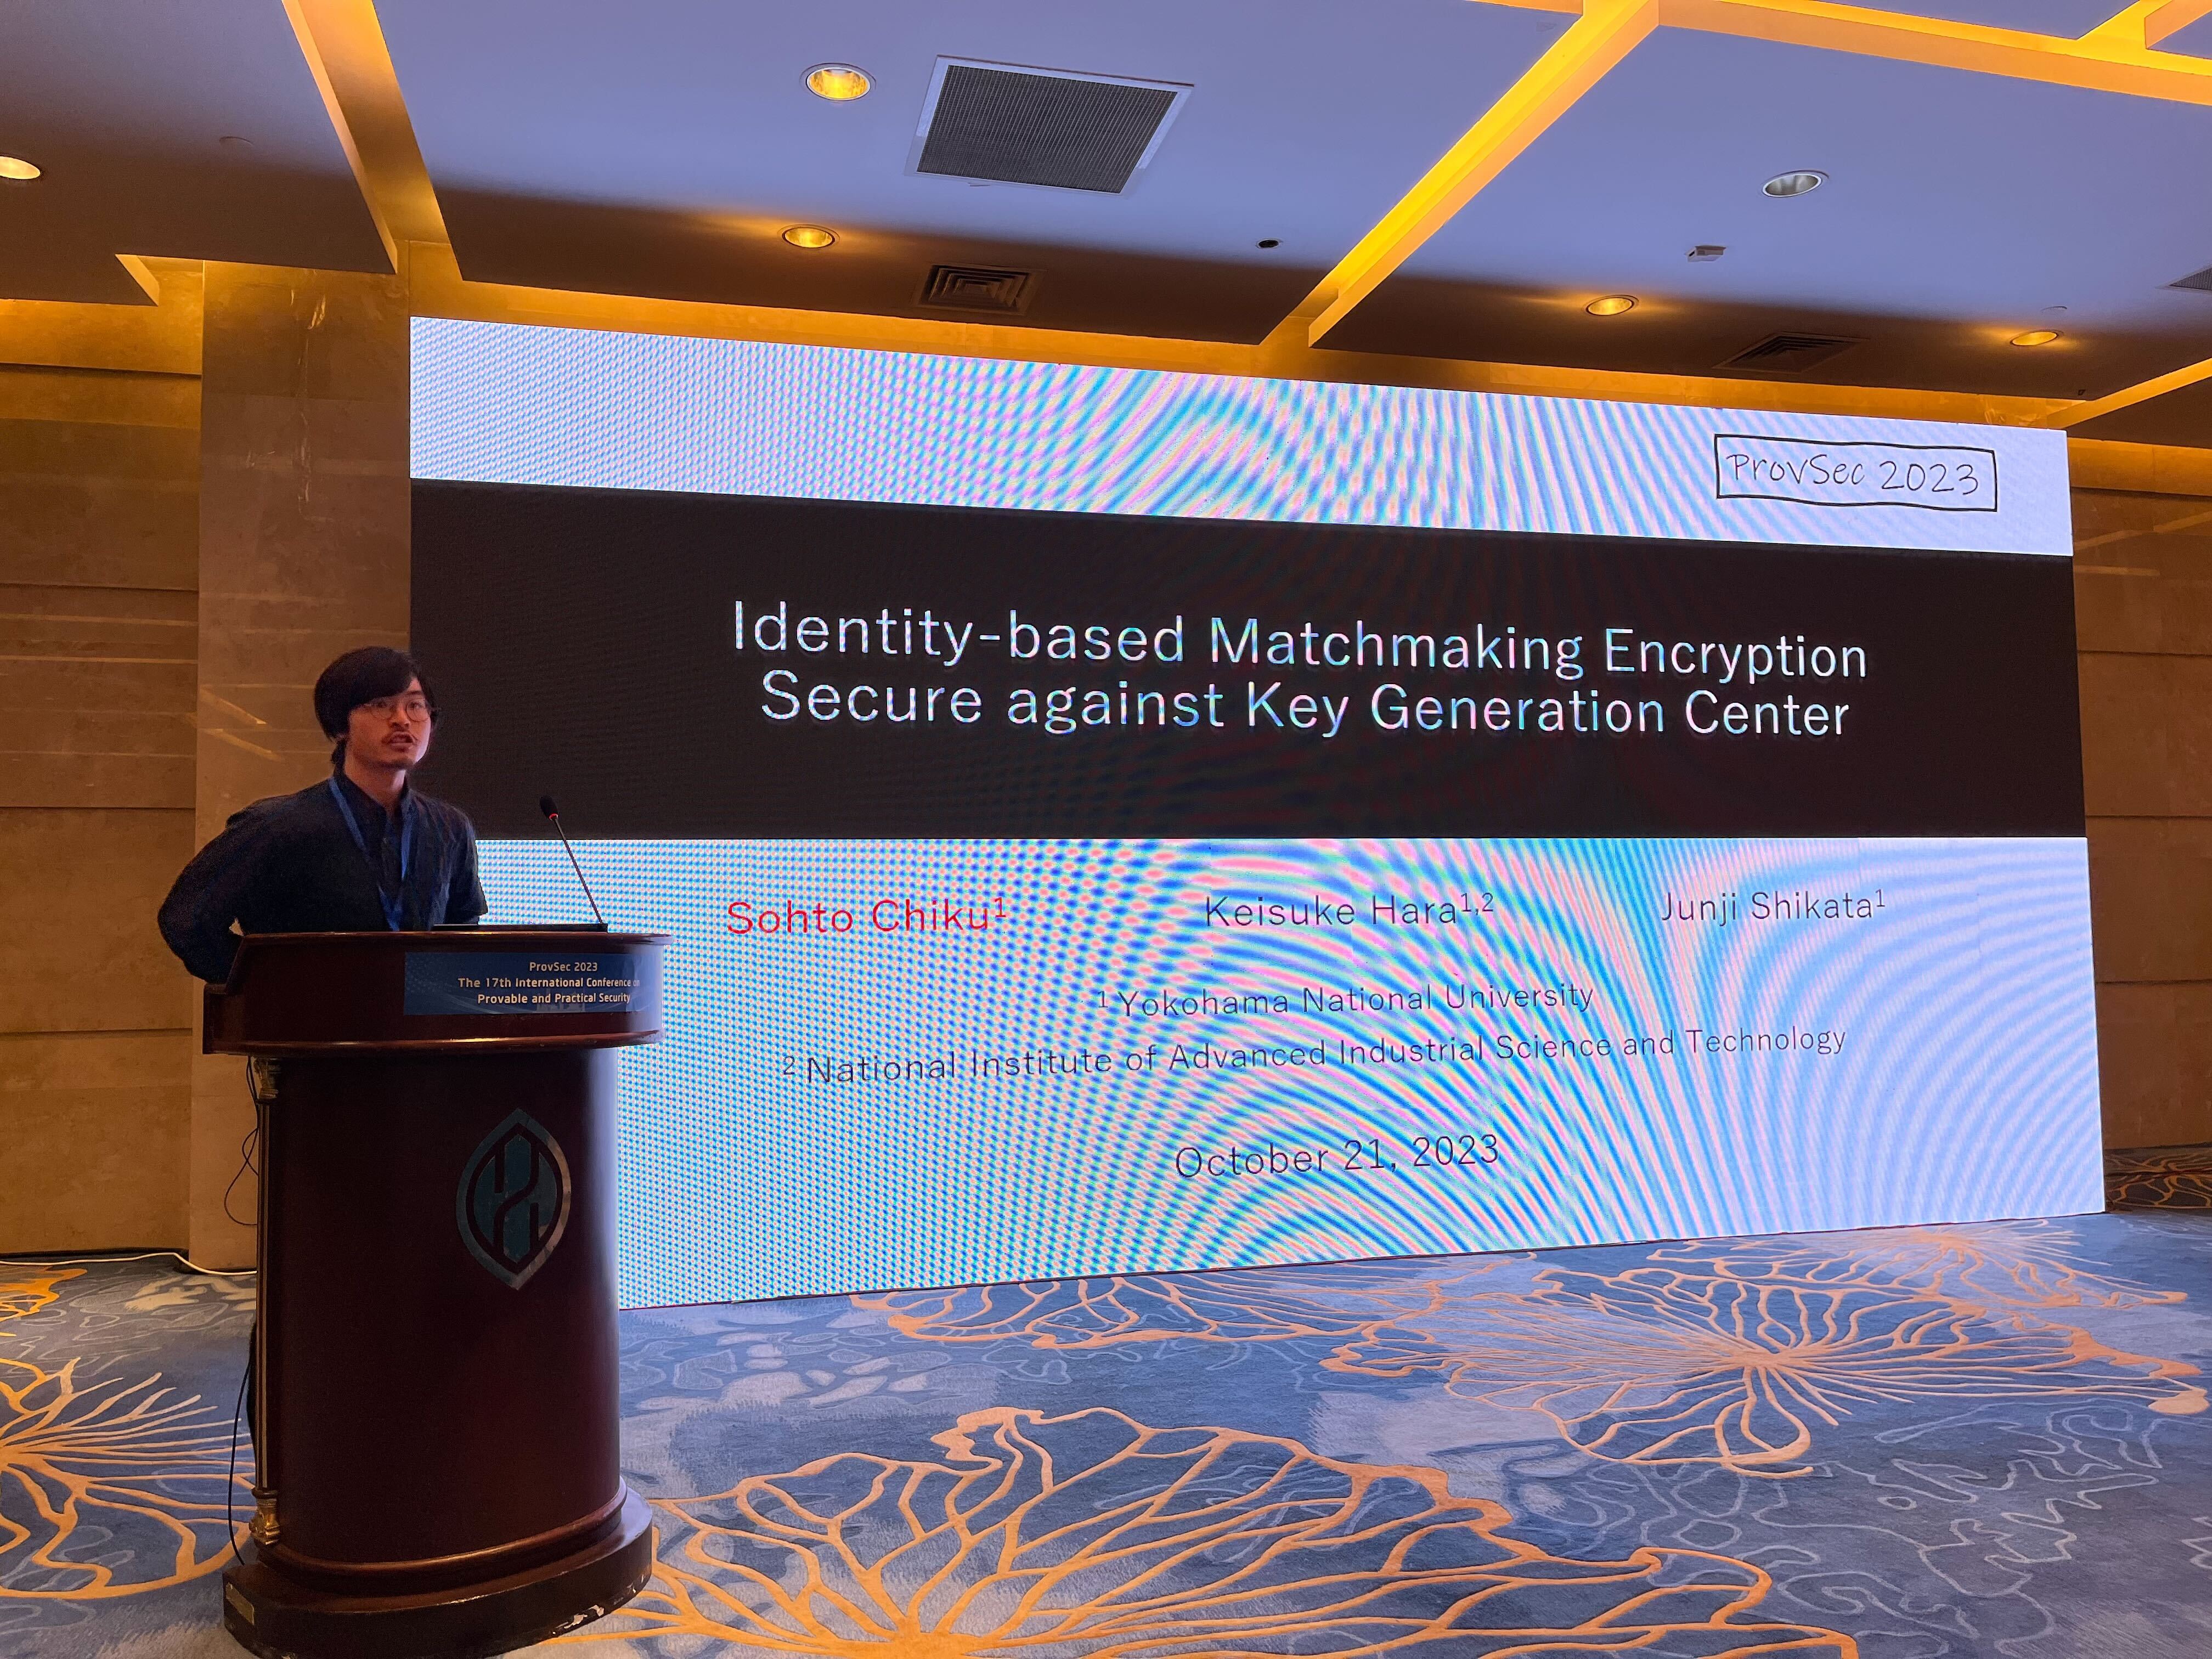 ProvSec 2023
Identity-based Matchmaking Encryption
Secure against Key Generation Center
Sohto Chiku¹ Keisuke Hara¹,² Junji Shikata¹
¹ Yokohama National University
² National Institute of Advanced Industrial Science and Technology
October 21, 2023
ProvSec 2023
The 17th International Conference on
Provable and Practical Security